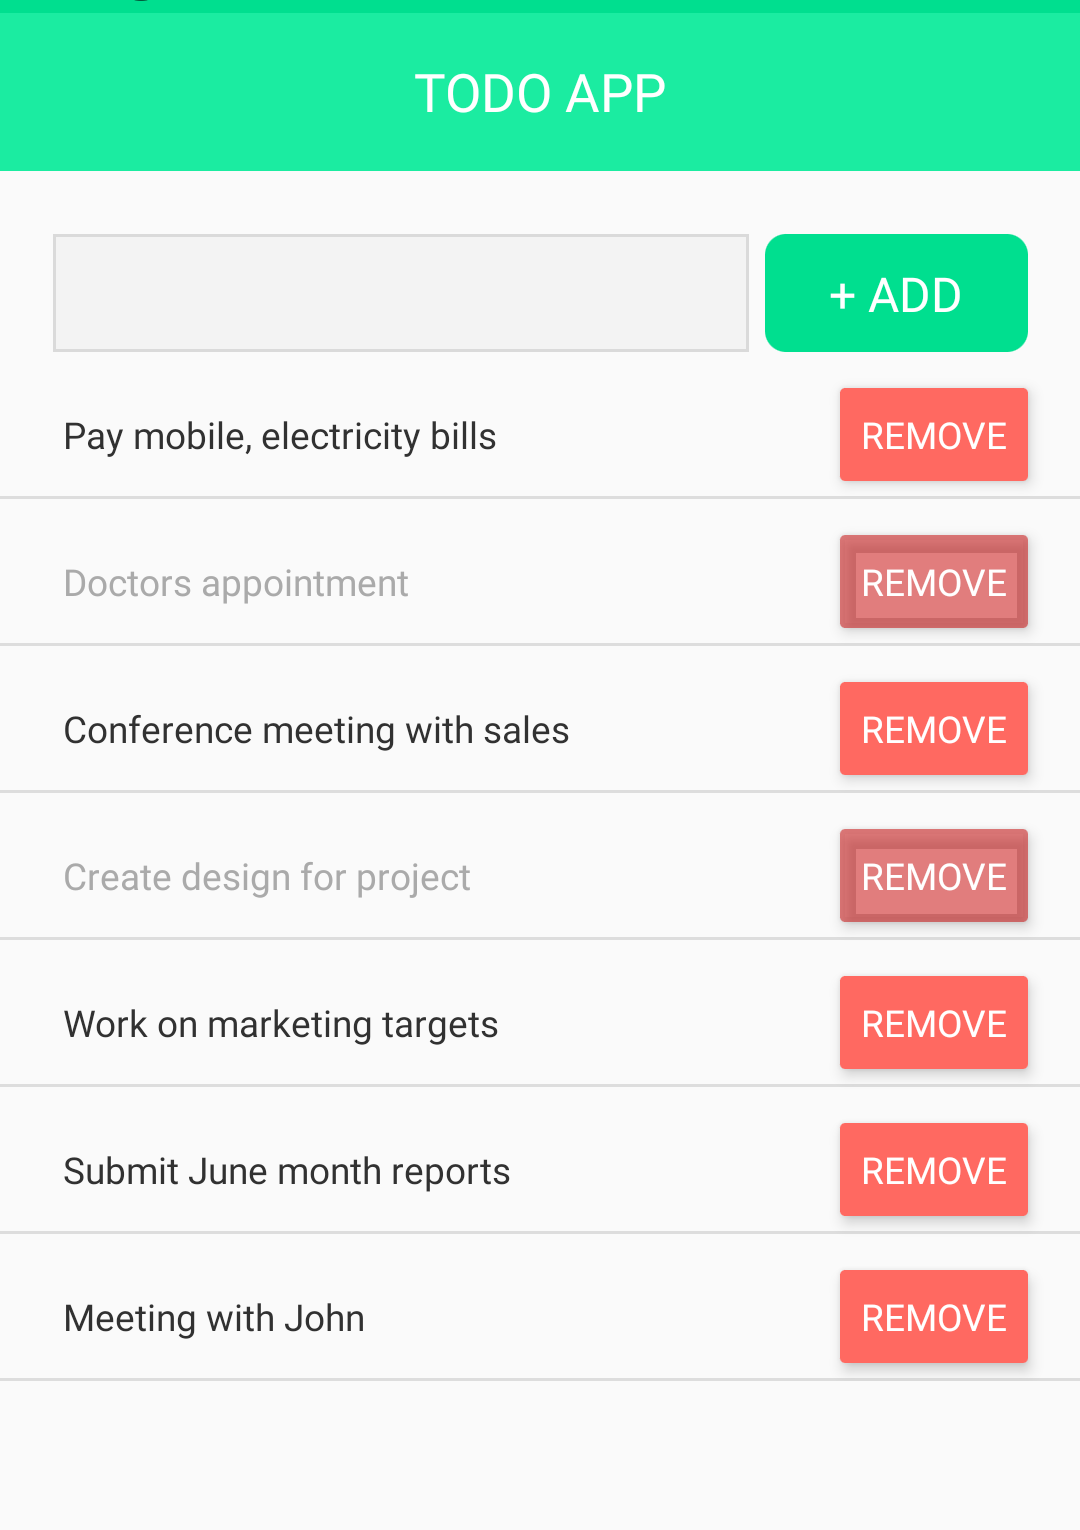 TODO APP
+ ADD
Pay mobile, electricity bills
REMOVE
Doctors appointment
REMOVE
Conference meeting with sales
REMOVE
Create design for project
REMOVE
Work on marketing targets
REMOVE
Submit June month reports
REMOVE
Meeting with John
REMOVE